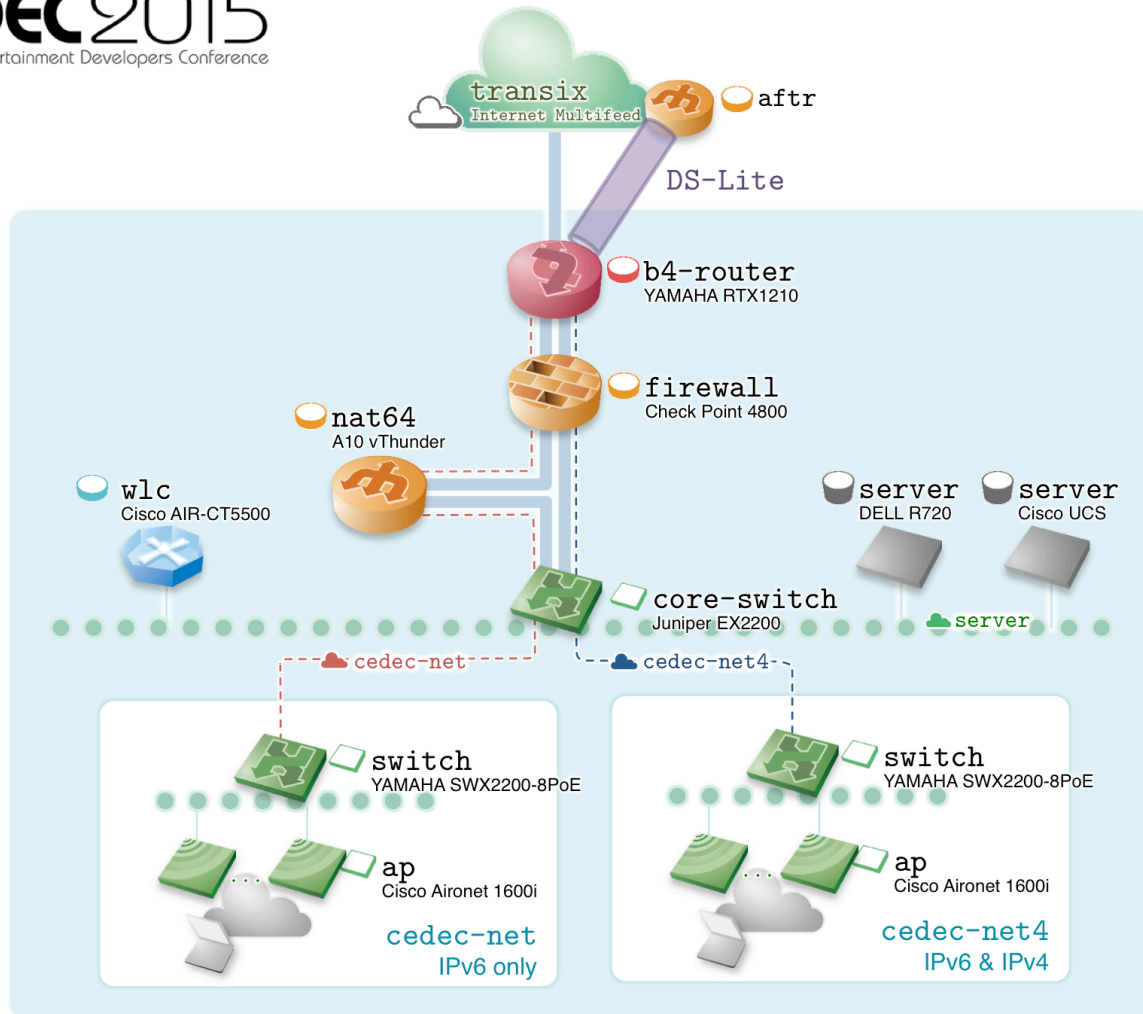 DEC2015
rtainment Developers Conference
transix
Internet Multifeed
aftr
DS-Lite
b4-router
YAMAHA RTX1210
firewall
Check Point 4800
nat64
A10 vThunder
wlc
Cisco AIR-CT5500
server
DELL R720
server
Cisco UCS
core-switch
Juniper EX2200
server
cedec-net
cedec-net4
switch
YAMAHA SWX2200-8PoE
ap
Cisco Aironet 1600i
cedec-net
IPv6 only
switch
YAMAHA SWX2200-8PoE
ap
Cisco Aironet 1600i
cedec-net4
IPv6 & IPv4